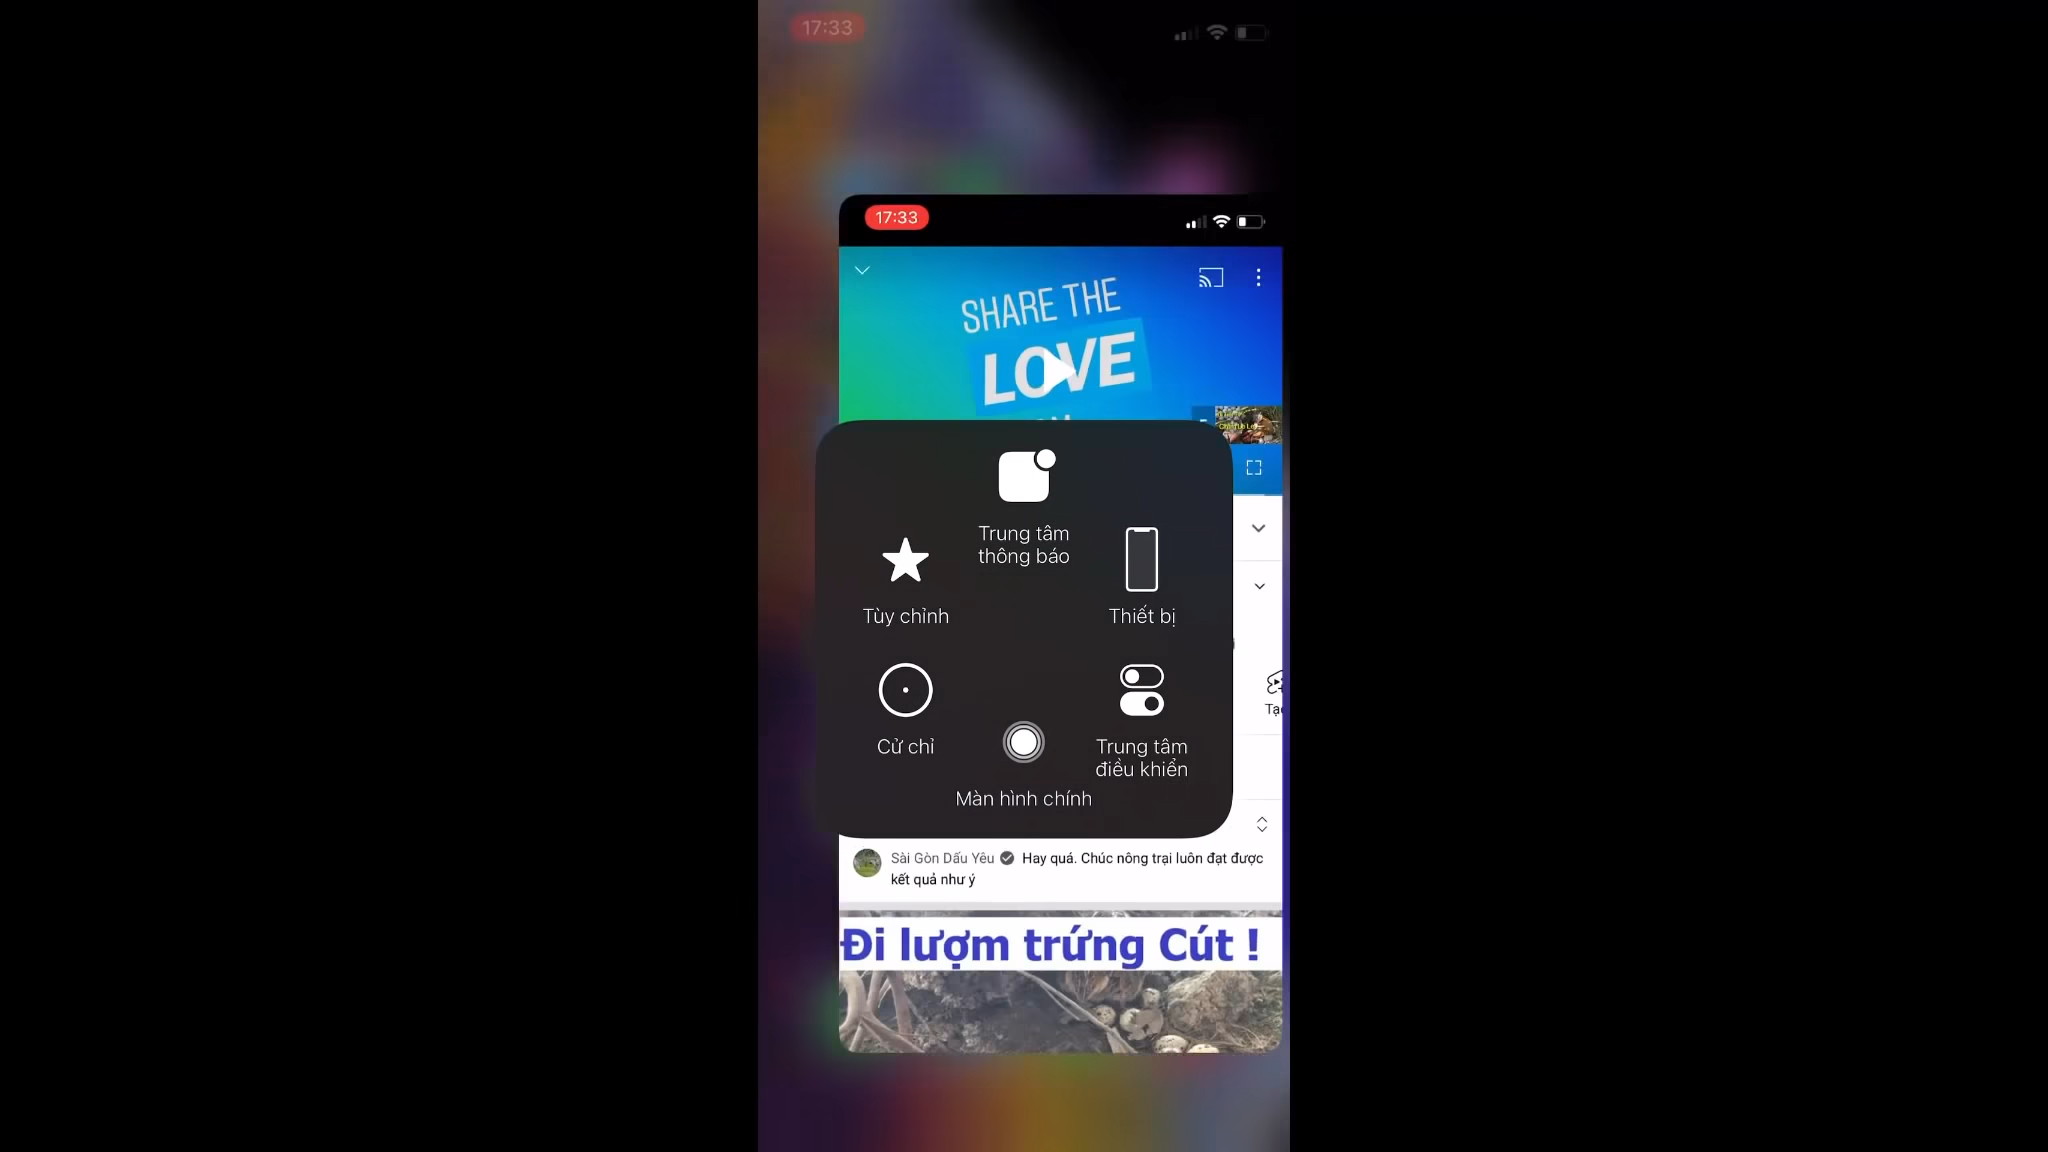 17:33
17:33
SHARE THE
LOVE
Trung tâm
thông báo
Tùy chỉnh
Thiết bị
Cử chỉ
Trung tâm
điều khiển
Màn hình chính
Tạo
Sài Gòn Dấu Yêu Hay quá. Chúc nông trại luôn đạt được
kết quả như ý
Đi lượm trứng Cút !